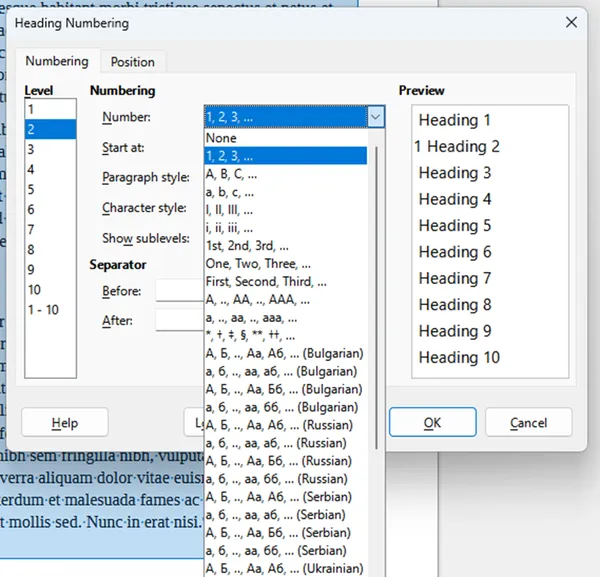 esque habitant morbi tristique senectus et netus et
Heading Numbering
Numbering
Position
Level
1
2
3
4
5
6
7
8
9
10
1 - 10
Numbering
Number:
Start at:
Paragraph style:
Character style:
Show sublevels:
Separator
Before:
After:
1, 2, 3, ...
None
1, 2, 3, ...
A, B, C, ...
a, b, c, ...
I, II, III, ...
i, ii, iii, ...
1st, 2nd, 3rd, ...
One, Two, Three, ...
First, Second, Third, ...
A, .., AA, .., AAA, ...
a, .., aa, .., aaa, ...
*, †, ‡, §, **, ††, ...
А, Б, .., Аа, Аб, ... (Bulgarian)
а, б, .., аа, аб, ... (Bulgarian)
А, Б, .., Аа, Бб, ... (Bulgarian)
а, б, .., аа, бб, ... (Bulgarian)
А, Б, .., Аа, Аб, ... (Russian)
а, б, .., аа, аб, ... (Russian)
А, Б, .., Аа, Бб, ... (Russian)
а, б, .., аа, бб, ... (Russian)
А, Б, .., Аа, Аб, ... (Serbian)
а, б, .., аа, аб, ... (Serbian)
А, Б, .., Аа, Бб, ... (Serbian)
а, б, .., аа, бб, ... (Serbian)
А, Б, .., Аа, Аб, ... (Ukrainian)
Preview
Heading 1
1 Heading 2
Heading 3
Heading 4
Heading 5
Heading 6
Heading 7
Heading 8
Heading 9
Heading 10
Help
OK
Cancel
nibh·sem·fringilla·nibh,·vulputa
verra·aliquam·dolor·vitae·euism
erdum·et·malesuada·fames·ac·
t·mollis·sed.·Nunc·in·erat·nisi.